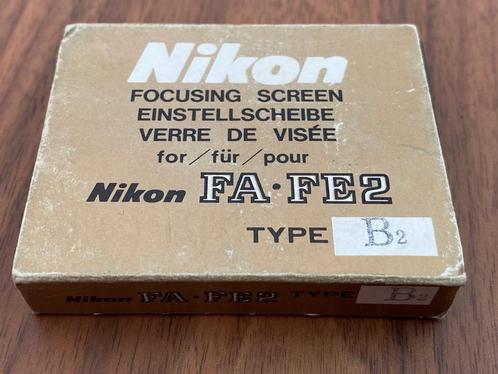 Nikon
FOCUSING SCREEN
EINSTELLSCHEIBE
VERRE DE VISÉE
for/für/pour
Nikon FA·FE2
TYPE B2
Nikon FA·FE2 TYPE B2